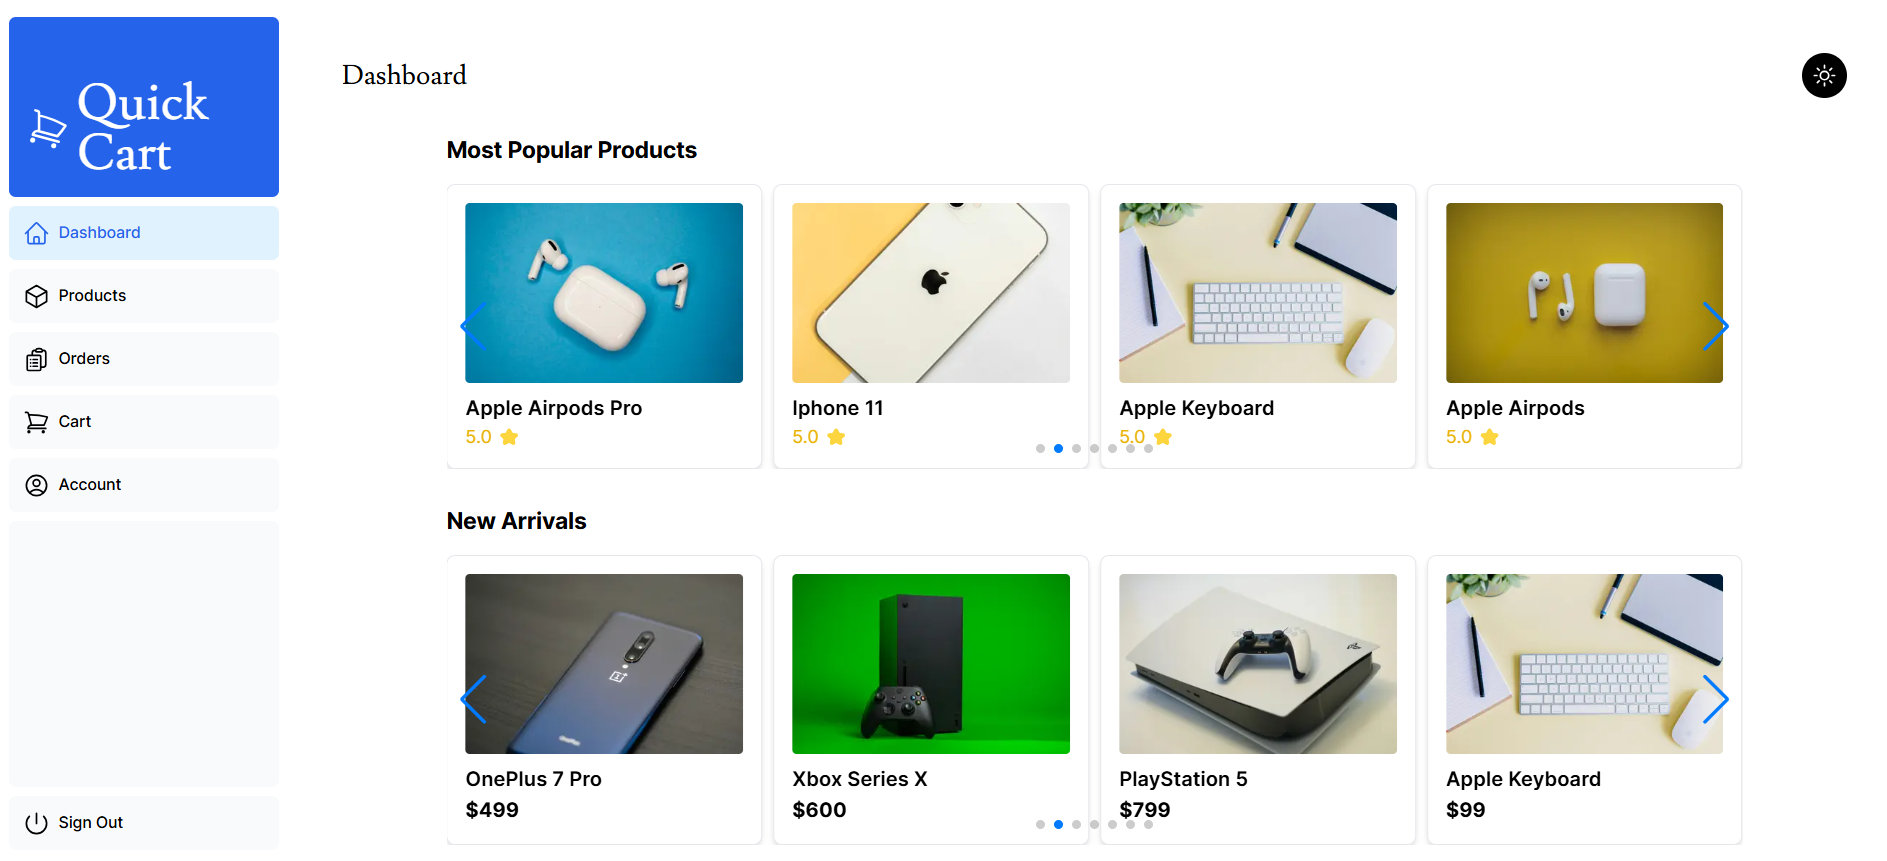 Quick
Cart
Dashboard
Products
Orders
Cart
Account
Sign Out
Dashboard
Most Popular Products
Apple Airpods Pro
5.0
Iphone 11
5.0
Apple Keyboard
5.0
Apple Airpods
5.0
New Arrivals
OnePlus 7 Pro
$499
Xbox Series X
$600
PlayStation 5
$799
Apple Keyboard
$99